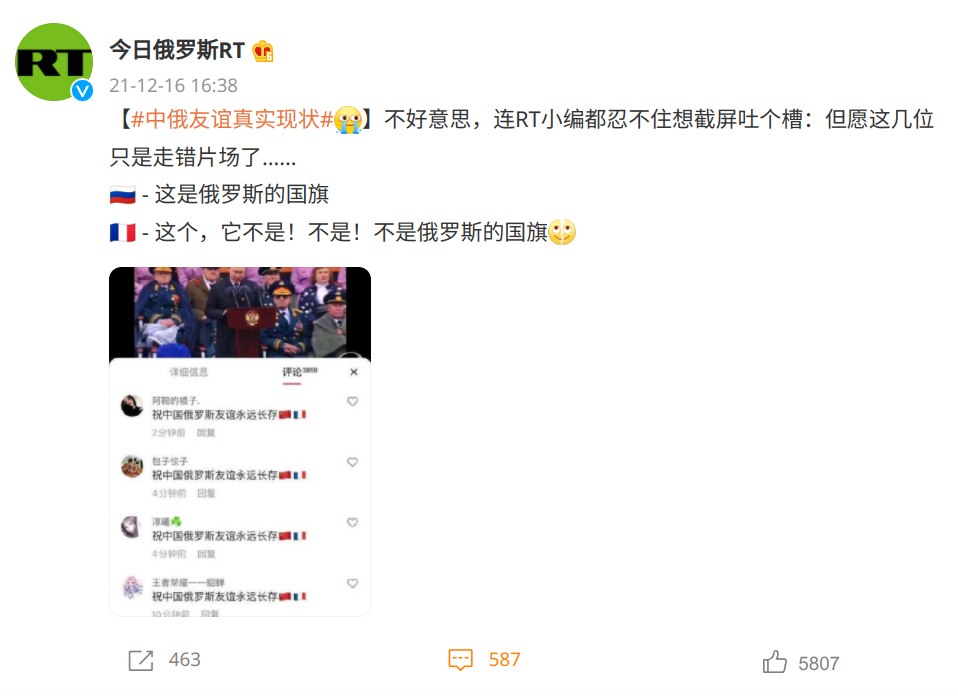 RT
今日俄罗斯RT
21-12-16 16:38
【#中俄友谊真实现状#😭】不好意思，连RT小编都忍不住想截屏吐个槽：但愿这几位
只是走错片场了……
🇷🇺 - 这是俄罗斯的国旗
🇫🇷 - 这个，它不是！不是！不是俄罗斯的国旗
详细信息 评论 3858 ×
阿鞠的橘子.
祝中国俄罗斯友谊永远长存🇨🇳🇫🇷
2分钟前 回复
包子饺子
祝中国俄罗斯友谊永远长存🇨🇳🇫🇷
4分钟前 回复
淳曦☘
祝中国俄罗斯友谊永远长存🇨🇳🇫🇷
4分钟前 回复
王者荣耀一一貂蝉
祝中国俄罗斯友谊永远长存🇨🇳🇫🇷
10分钟前 回复
463 587 5807